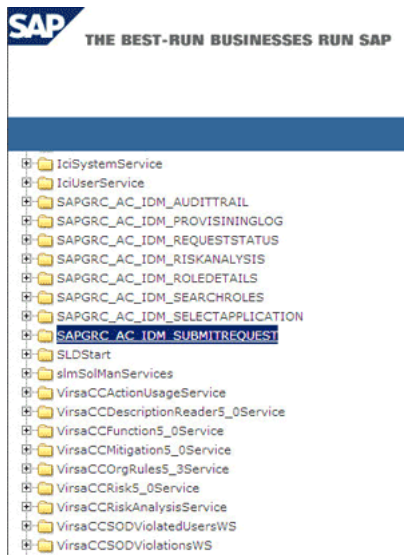 SAP
THE BEST-RUN BUSINESSES RUN SAP
IciSystemService
IciUserService
SAPGRC_AC_IDM_AUDITTRAIL
SAPGRC_AC_IDM_PROVISININGLOG
SAPGRC_AC_IDM_REQUESTSTATUS
SAPGRC_AC_IDM_RISKANALYSIS
SAPGRC_AC_IDM_ROLEDETAILS
SAPGRC_AC_IDM_SEARCHROLES
SAPGRC_AC_IDM_SELECTAPPLICATION
SAPGRC_AC_IDM_SUBMITREQUEST
SLDStart
slmSolManServices
VirsaCCActionUsageService
VirsaCCDescriptionReader5_0Service
VirsaCCFunction5_0Service
VirsaCCMitigation5_0Service
VirsaCCOrgRules5_3Service
VirsaCCRisk5_0Service
VirsaCCRiskAnalysisService
VirsaCCSODViolatedUsersWS
VirsaCCSODViolationsWS